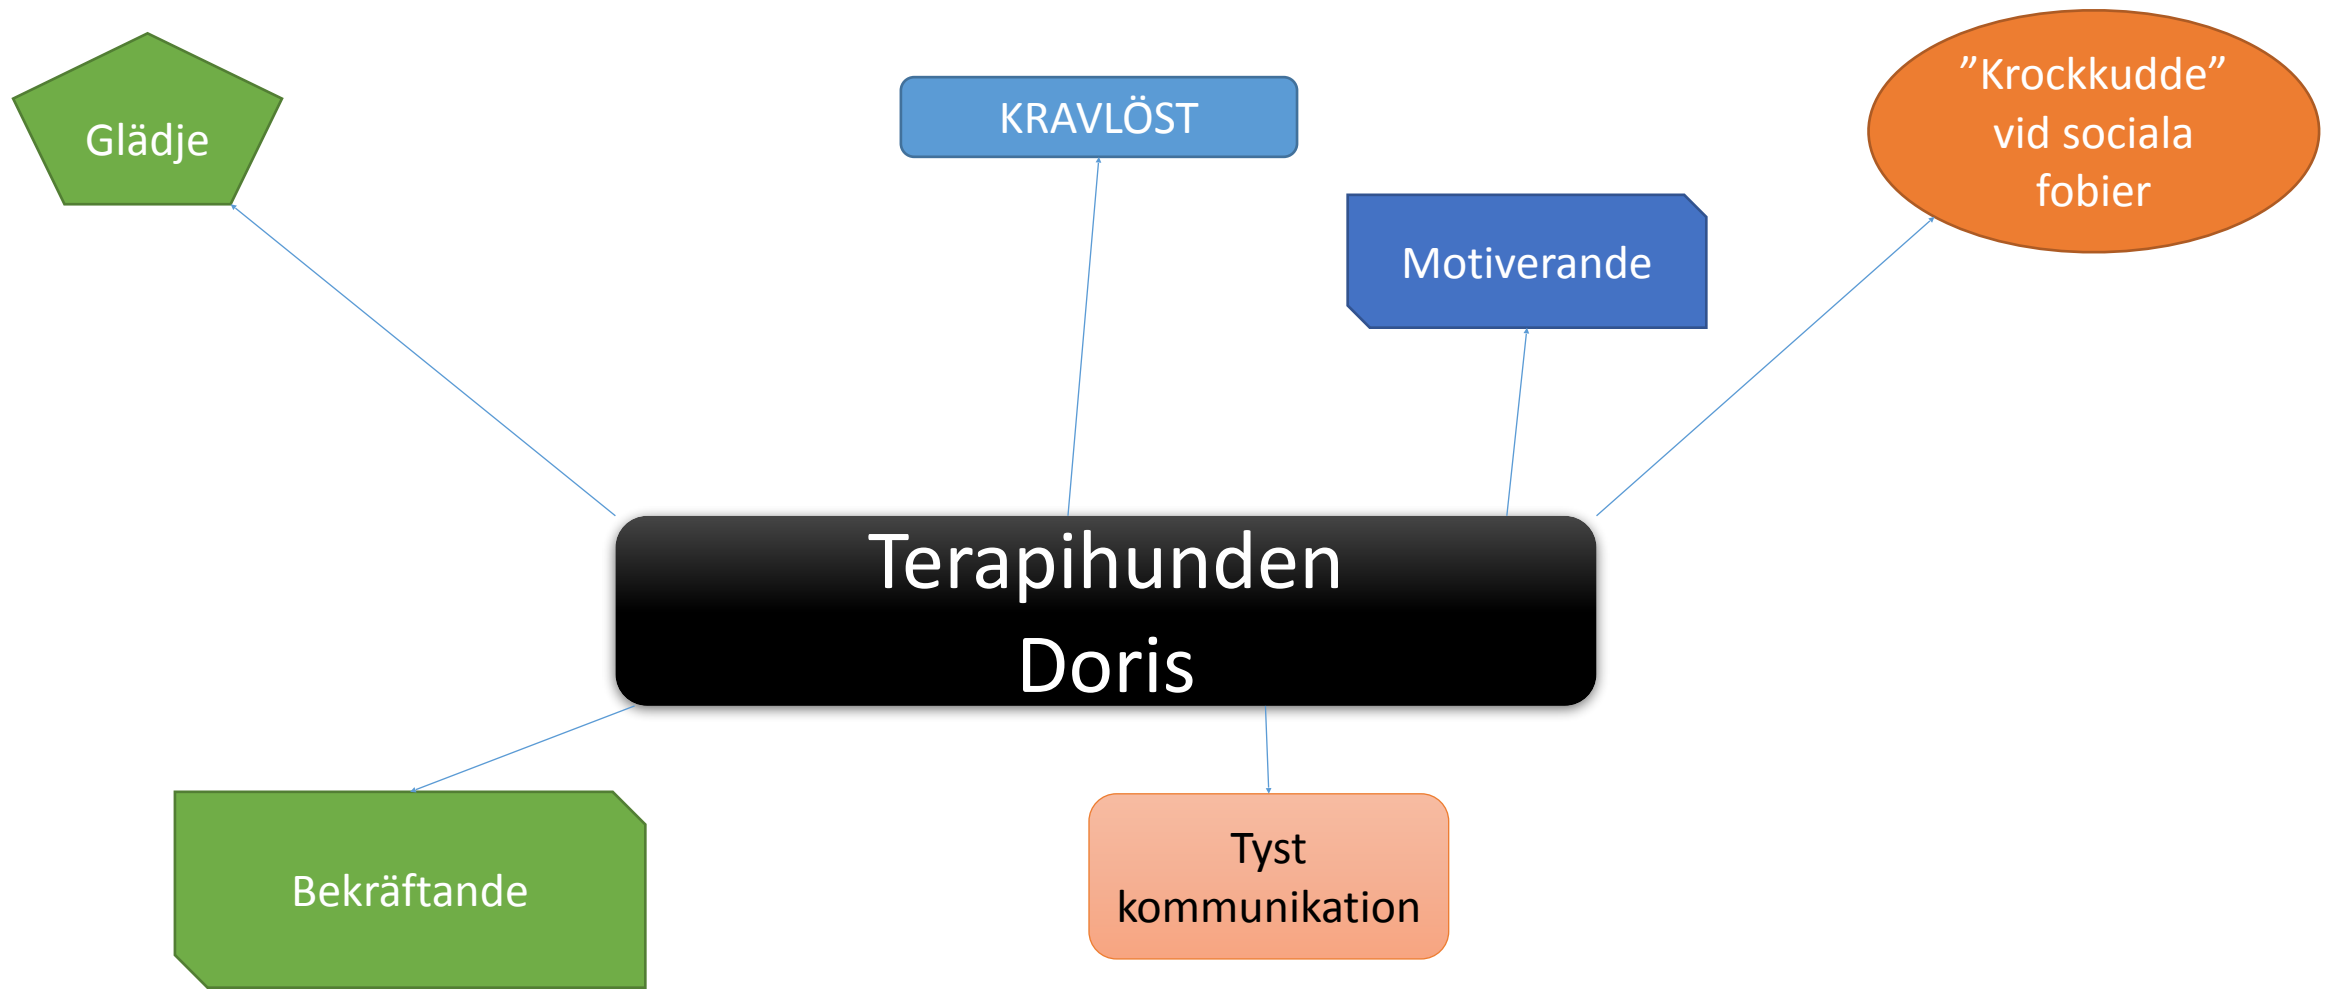 Glädje
KRAVLÖST
”Krockkudde”
vid sociala
fobier
Motiverande
Terapihunden
Doris
Bekräftande
Tyst
kommunikation